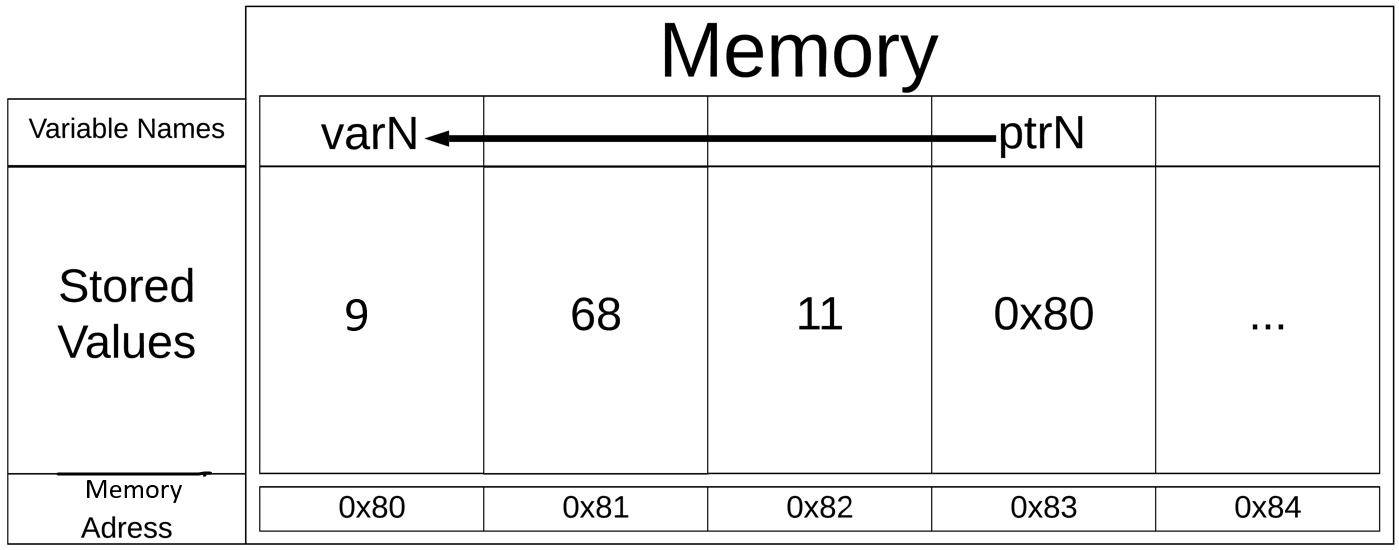 Memory
Variable Names
varN
ptrN
Stored
Values
9
68
11
0x80
...
Memory
Adress
0x80
0x81
0x82
0x83
0x84